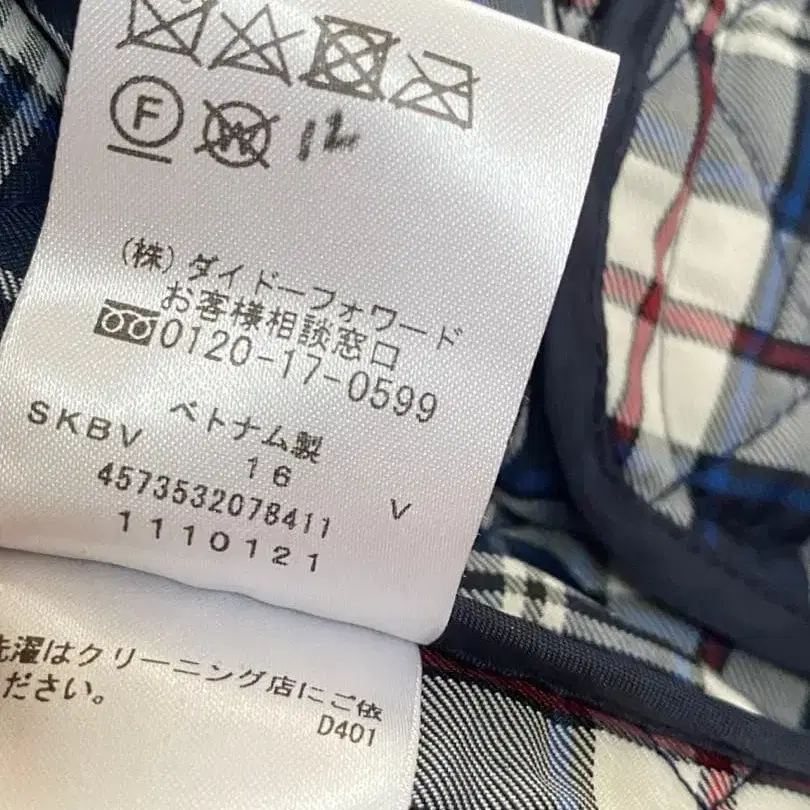 F W 12
(株)ダイドーフォワード
お客様相談窓口
0120-17-0599
ベトナム製
SKBV 16
4573532078411 V
1110121
洗濯はクリーニング店にご依
ださい。
D401